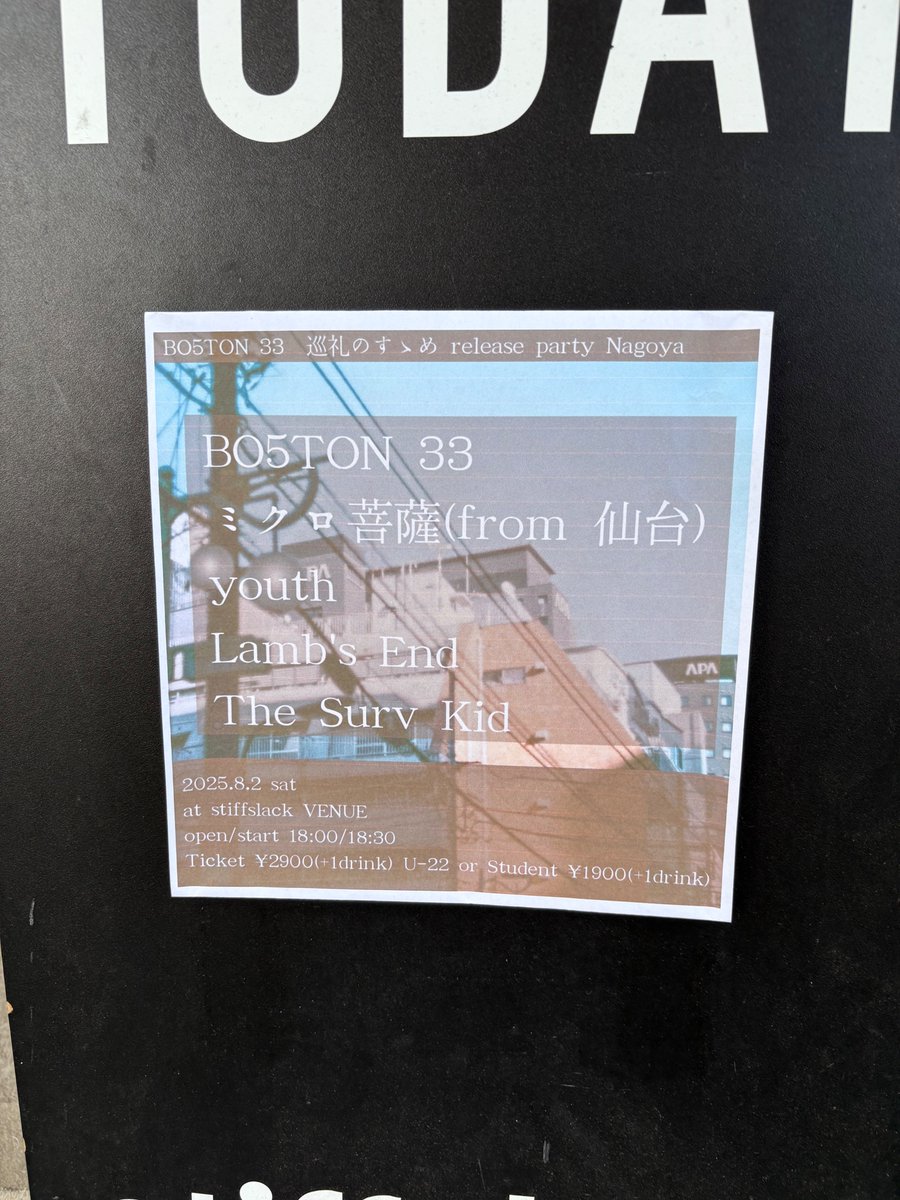 TODAY
BO5TON 33 巡礼のすゝめ release party Nagoya
BO5TON 33
ミクロ菩薩(from 仙台)
youth
Lamb's End
The Surv Kid
APA
APA
2025.8.2 sat
at stiffslack VENUE
open/start 18:00/18:30
Ticket ¥2900(+1drink) U-22 or Student ¥1900(+1drink)